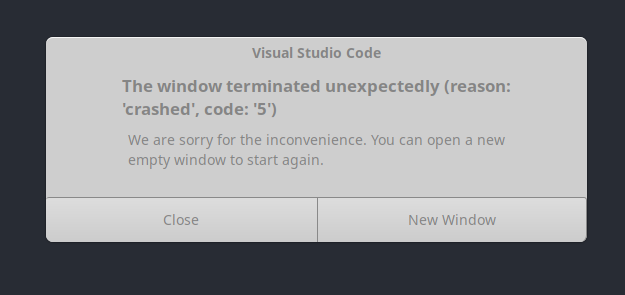 Visual Studio Code
The window terminated unexpectedly (reason:
'crashed', code: '5')
We are sorry for the inconvenience. You can open a new
empty window to start again.
Close
New Window